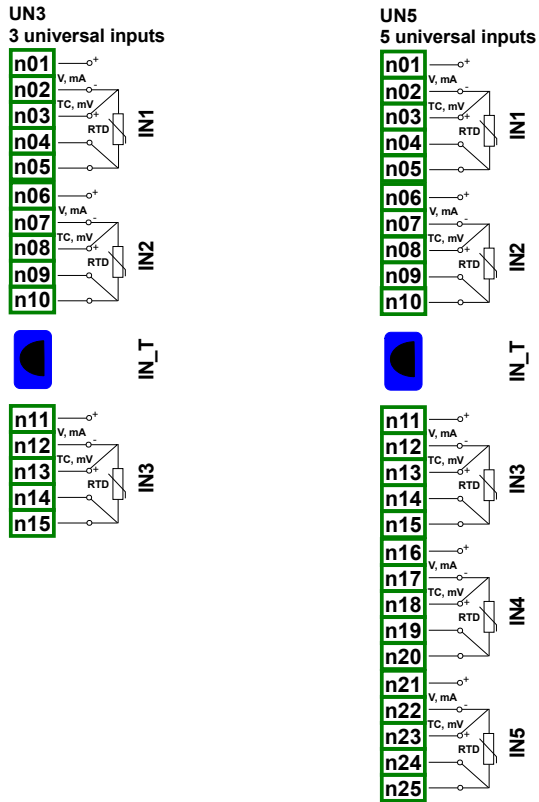 UN3
3 universal inputs
n01
+
V, mA
n02
-
TC, mV
n03
+
RTD
n04
n05
IN1
n06
+
V, mA
n07
-
TC, mV
n08
+
RTD
n09
n10
IN2
IN_T
n11
+
V, mA
n12
-
TC, mV
n13
+
RTD
n14
n15
IN3
UN5
5 universal inputs
n01
+
V, mA
n02
-
TC, mV
n03
+
RTD
n04
n05
IN1
n06
+
V, mA
n07
-
TC, mV
n08
+
RTD
n09
n10
IN2
IN_T
n11
+
V, mA
n12
-
TC, mV
n13
+
RTD
n14
n15
IN3
n16
+
V, mA
n17
-
TC, mV
n18
+
RTD
n19
n20
IN4
n21
+
V, mA
n22
-
TC, mV
n23
+
RTD
n24
n25
IN5